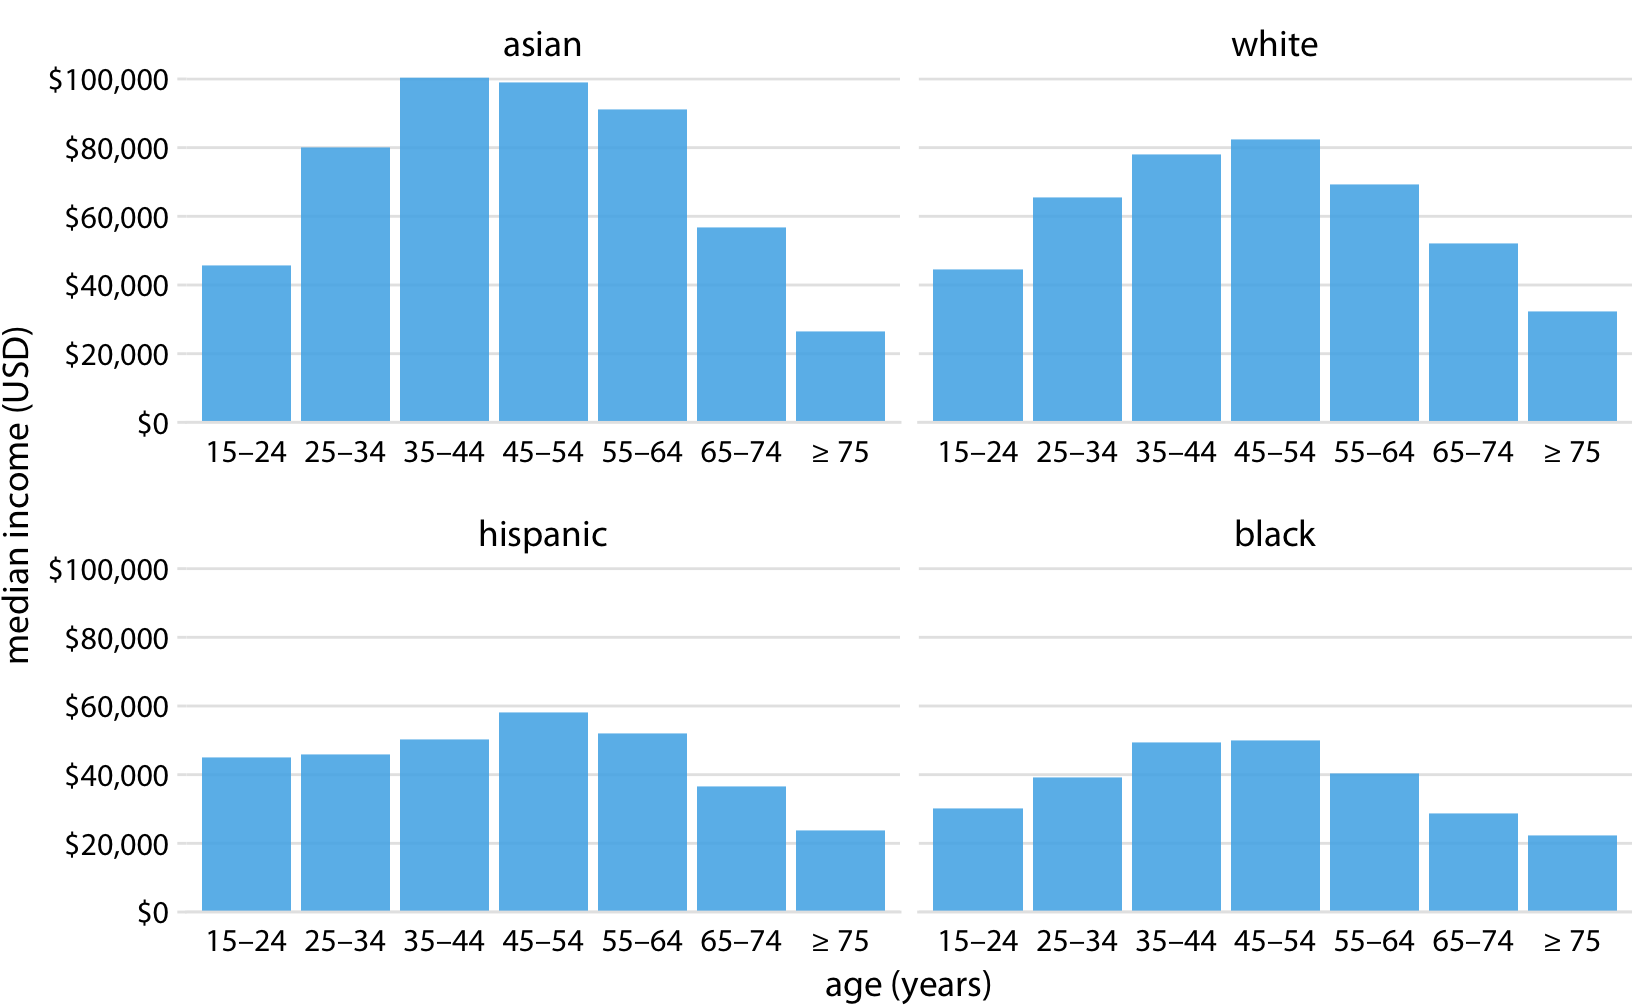 asian
white
$100,000
$80,000
$60,000
$40,000
$20,000
$0
15–24 25–34 35–44 45–54 55–64 65–74 ≥ 75
15–24 25–34 35–44 45–54 55–64 65–74 ≥ 75
median income (USD)
hispanic
black
$100,000
$80,000
$60,000
$40,000
$20,000
$0
15–24 25–34 35–44 45–54 55–64 65–74 ≥ 75
15–24 25–34 35–44 45–54 55–64 65–74 ≥ 75
age (years)